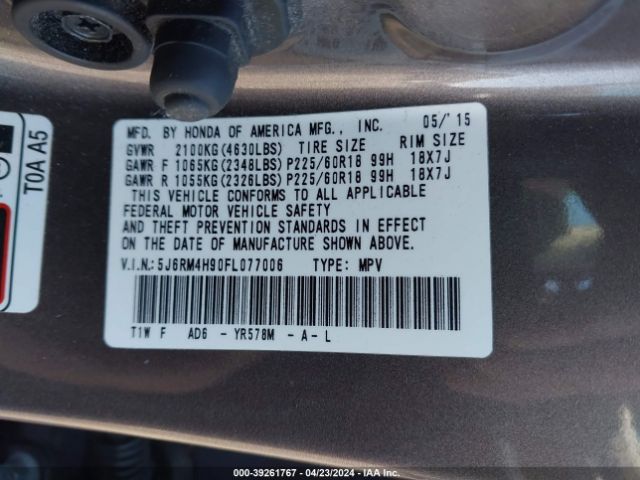 MFD. BY HONDA OF AMERICA MFG., INC. 05/'15
GVWR 2100KG(4630LBS) TIRE SIZE RIM SIZE
GAWR F 1065KG(2348LBS) P225/60R18 99H 18X7J
GAWR R 1055KG(2326LBS) P225/60R18 99H 18X7J
THIS VEHICLE CONFORMS TO ALL APPLICABLE
FEDERAL MOTOR VEHICLE SAFETY
AND THEFT PREVENTION STANDARDS IN EFFECT
ON THE DATE OF MANUFACTURE SHOWN ABOVE.
V.I.N.: 5J6RM4H90FL077006 TYPE: MPV
T1W F AD6 - YR578M - A - L
T0A A5
000-39261767 - 04/23/2024 - IAA Inc.